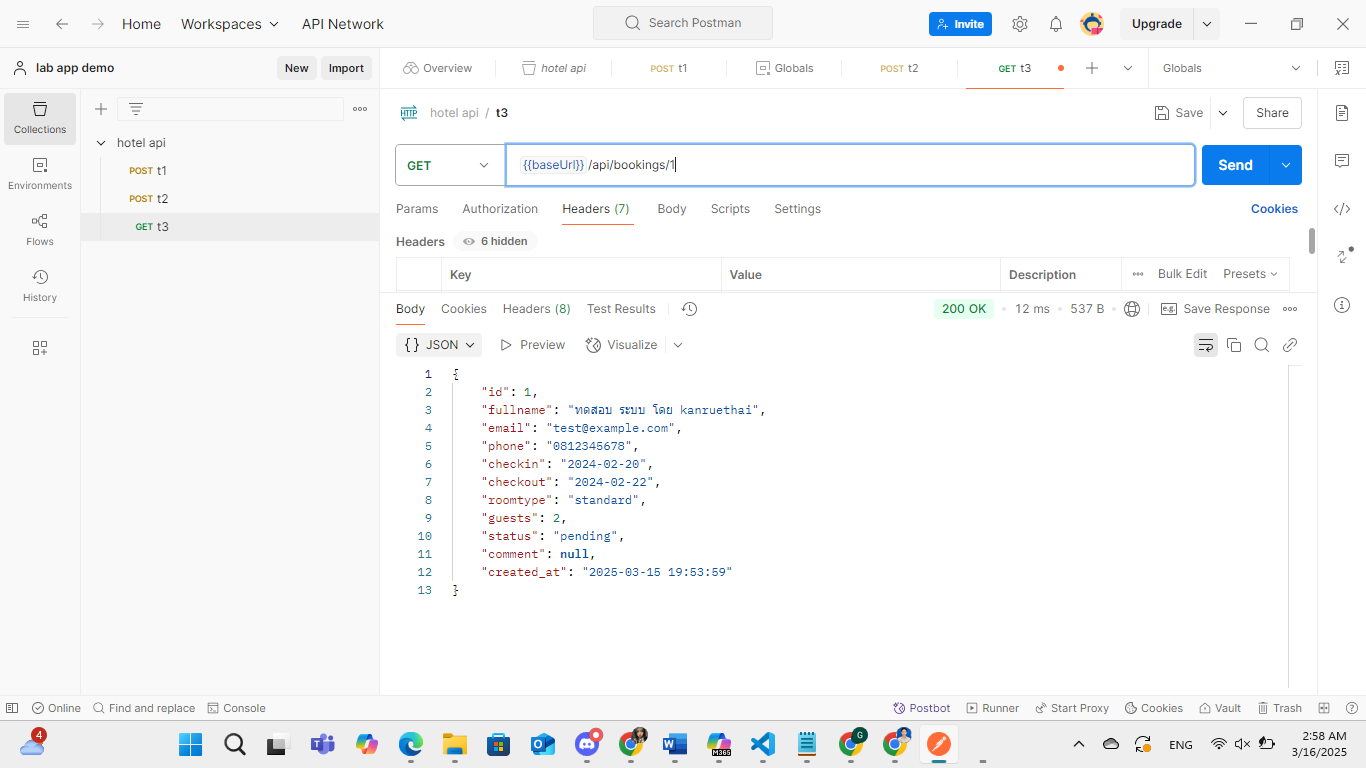 Home Workspaces API Network Search Postman Invite Upgrade
lab app demo New Import Overview hotel api POST t1 Globals POST t2 GET t3 Globals
Collections
Environments
Flows
History
hotel api
POST t1
POST t2
GET t3
HTTP hotel api / t3 Save Share
GET {{baseUrl}} /api/bookings/1 Send
Params Authorization Headers (7) Body Scripts Settings Cookies
Headers 6 hidden
Key Value Description Bulk Edit Presets
Body Cookies Headers (8) Test Results 200 OK 12 ms 537 B e.g. Save Response
{} JSON Preview Visualize
1 {
2 "id": 1,
3 "fullname": "ทดสอบ ระบบ โดย kanruethai",
4 "email": "test@example.com",
5 "phone": "0812345678",
6 "checkin": "2024-02-20",
7 "checkout": "2024-02-22",
8 "roomtype": "standard",
9 "guests": 2,
10 "status": "pending",
11 "comment": null,
12 "created_at": "2025-03-15 19:53:59"
13 }
Online Find and replace Console Postbot Runner Start Proxy Cookies Vault Trash
4 M365 G ENG 2:58 AM
3/16/2025